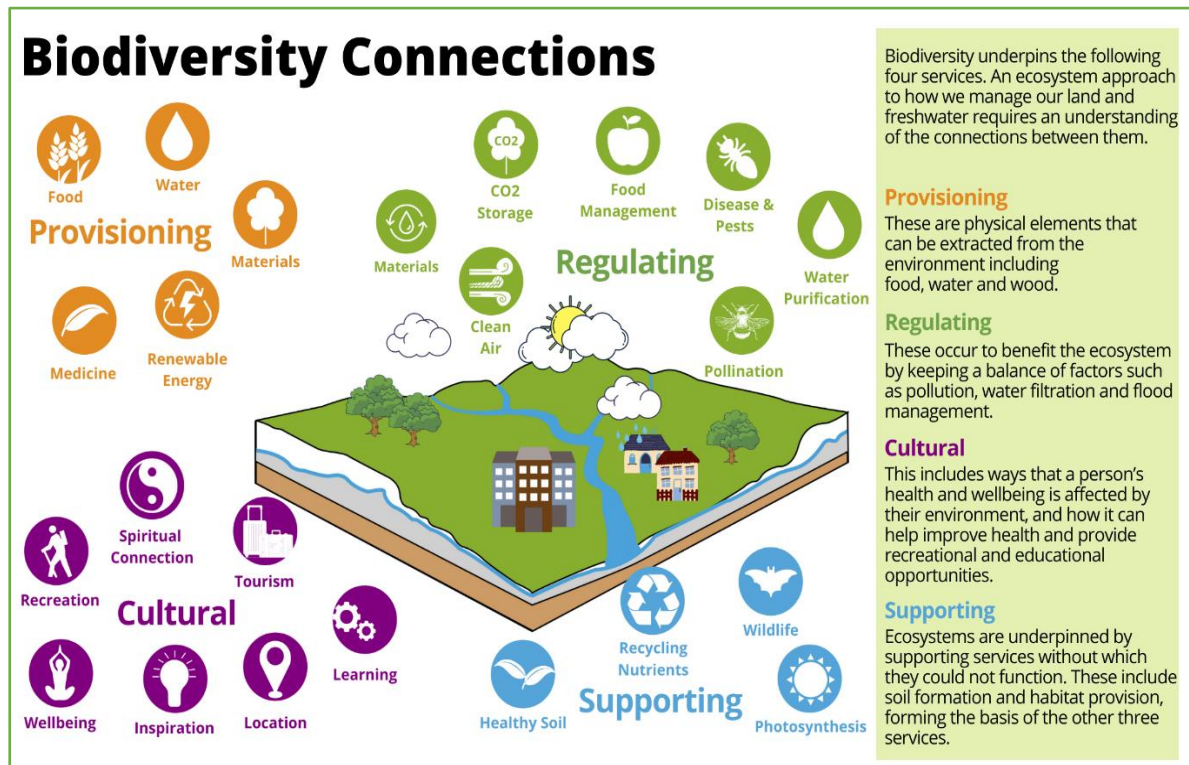 Biodiversity Connections
Food
Water
Materials
Provisioning
Medicine
Renewable
Energy
CO2
CO2
Storage
Food
Management
Disease &
Pests
Materials
Clean
Air
Regulating
Water
Purification
Pollination
Spiritual
Connection
Recreation
Tourism
Cultural
Learning
Wellbeing
Inspiration
Location
Recycling
Nutrients
Wildlife
Healthy Soil
Supporting
Photosynthesis
Biodiversity underpins the following
four services. An ecosystem approach
to how we manage our land and
freshwater requires an understanding
of the connections between them.
Provisioning
These are physical elements that
can be extracted from the
environment including
food, water and wood.
Regulating
These occur to benefit the ecosystem
by keeping a balance of factors such
as pollution, water filtration and flood
management.
Cultural
This includes ways that a person's
health and wellbeing is affected by
their environment, and how it can
help improve health and provide
recreational and educational
opportunities.
Supporting
Ecosystems are underpinned by
supporting services without which
they could not function. These include
soil formation and habitat provision,
forming the basis of the other three
services.